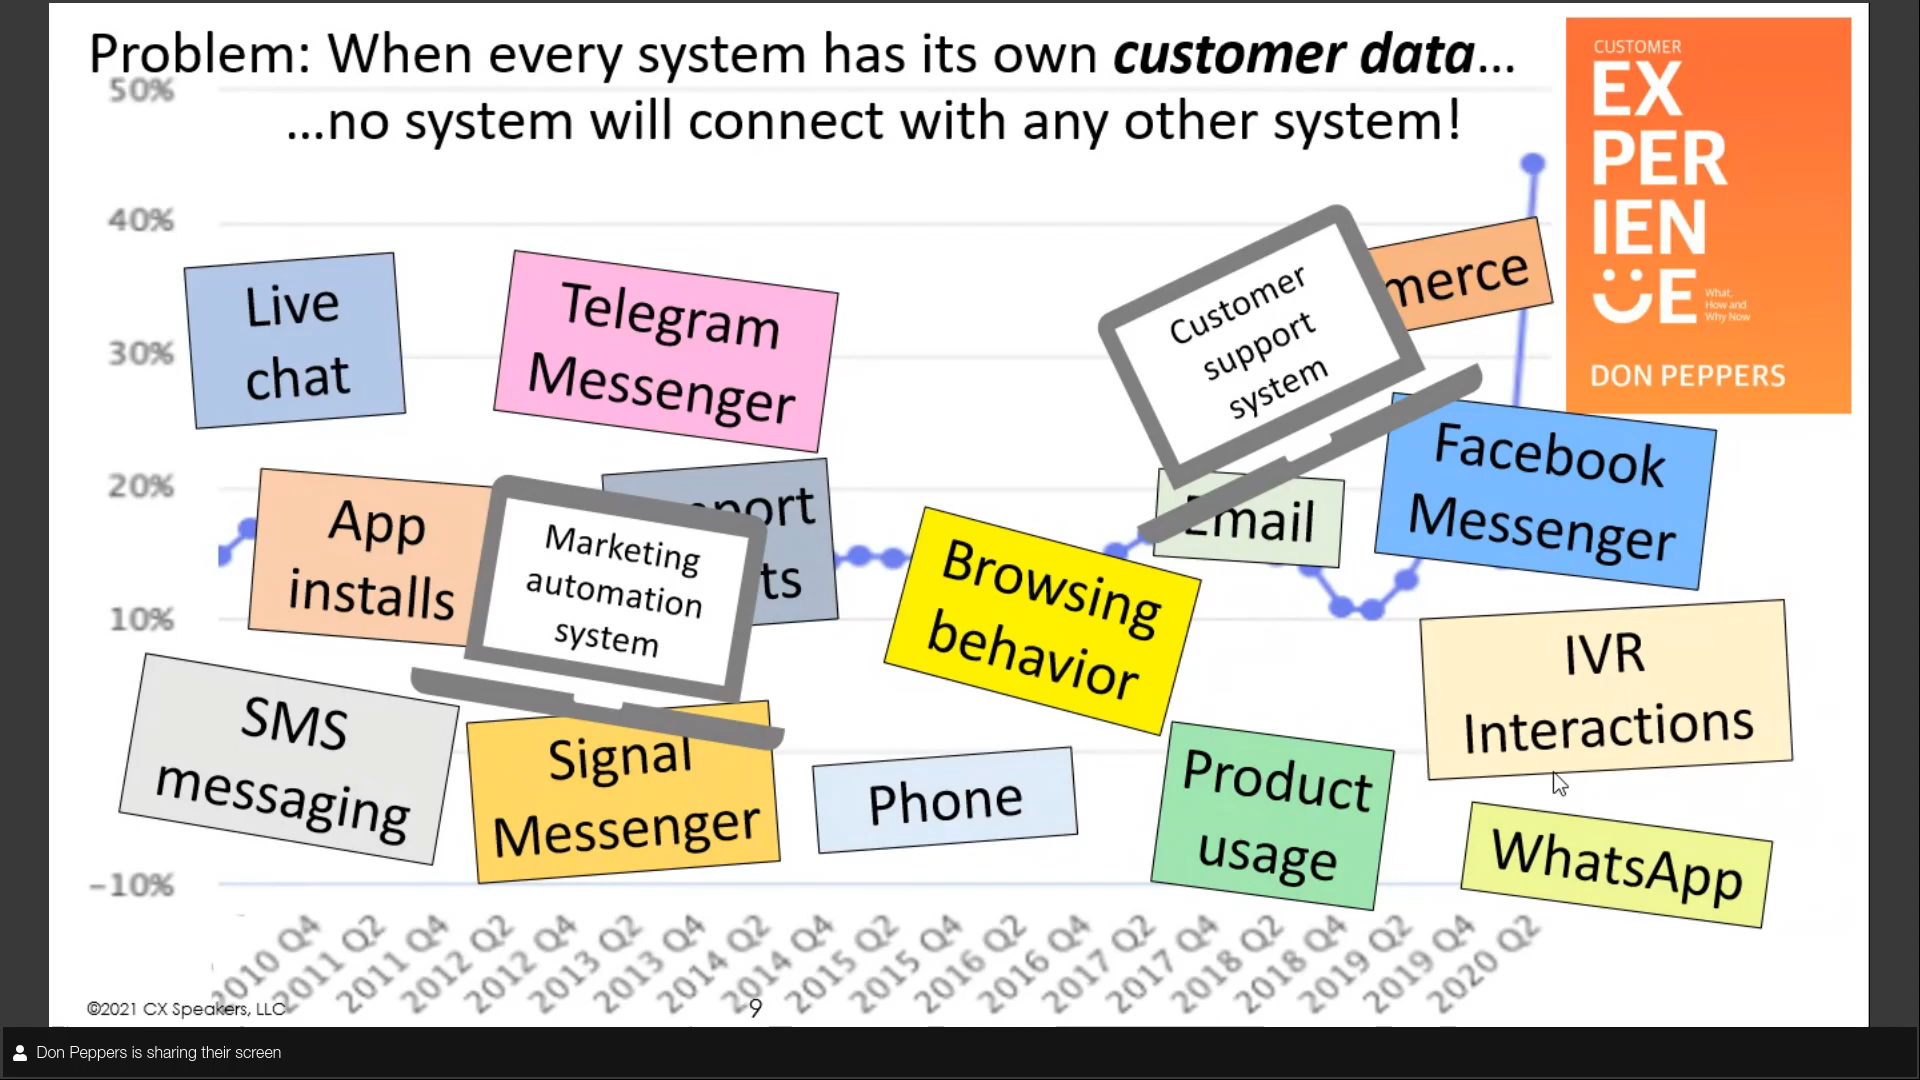 Problem: When every system has its own customer data...
...no system will connect with any other system!
50%
40%
30%
20%
10%
–10%
CUSTOMER
EX
PER
IEN
E
What,
How and
Why Now
DON PEPPERS
Live
chat
Telegram
Messenger
Customer
support
system
merce
Facebook
Messenger
App
installs
Marketing
automation
system
port
ts
Browsing
behavior
Email
IVR
Interactions
SMS
messaging
Signal
Messenger
Phone
Product
usage
WhatsApp
2010 Q4
2011 Q2
2011 Q4
2012 Q2
2012 Q4
2013 Q2
2013 Q4
2014 Q2
2014 Q4
2015 Q2
2015 Q4
2016 Q2
2016 Q4
2017 Q2
2017 Q4
2018 Q2
2018 Q4
2019 Q2
2019 Q4
2020 Q2
©2021 CX Speakers, LLC
9
Don Peppers is sharing their screen